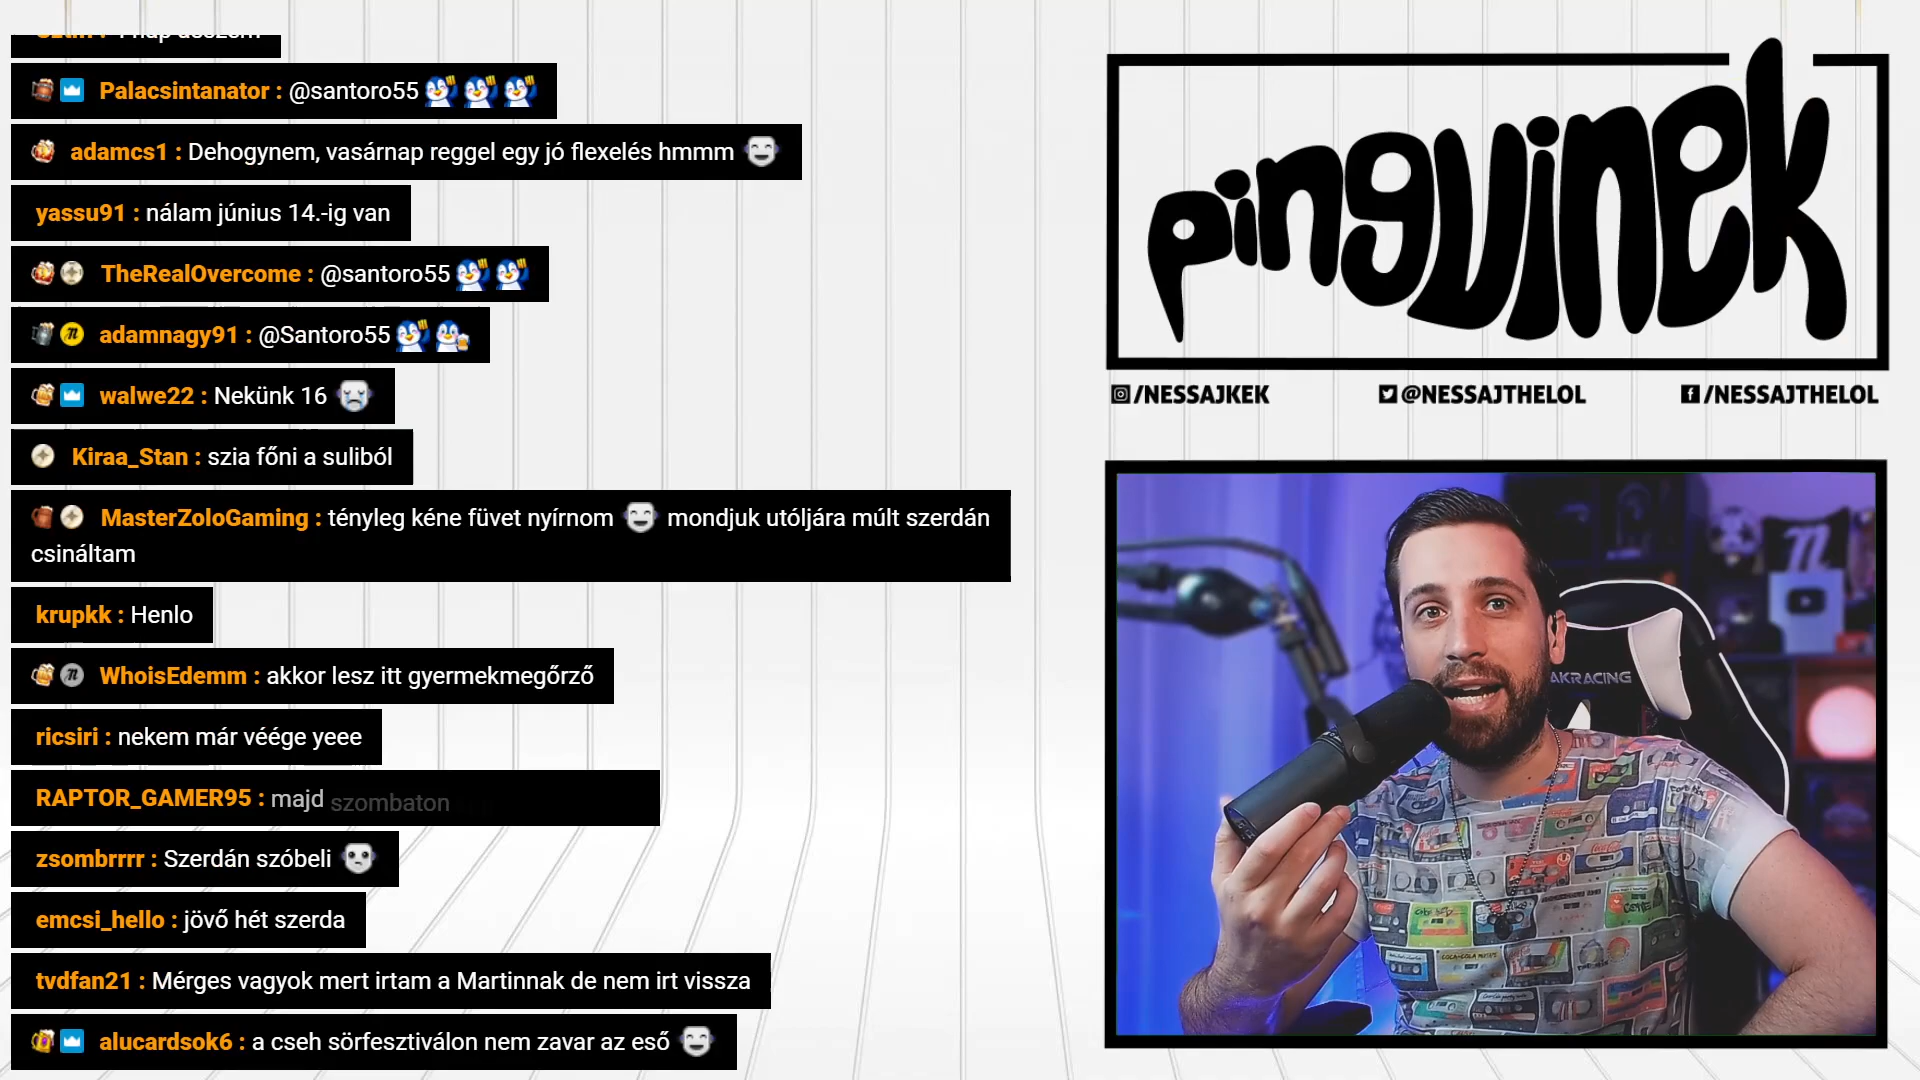 Palacsintanator : @santoro55
adamcs1 : Dehogynem, vasárnap reggel egy jó flexelés hmmm
yassu91 : nálam június 14.-ig van
TheRealOvercome : @santoro55
adamnagy91 : @Santoro55
walwe22 : Nekünk 16
Kiraa_Stan : szia főni a suliból
MasterZoloGaming : tényleg kéne füvet nyírnom mondjuk utóljára múlt szerdán
csináltam
krupkk : Henlo
WhoisEdemm : akkor lesz itt gyermekmegőrző
ricsiri : nekem már véége yeee
RAPTOR_GAMER95 : majd szombaton
zsombrrrr : Szerdán szóbeli
emcsi_hello : jövő hét szerda
tvdfan21 : Mérges vagyok mert irtam a Martinnak de nem irt vissza
alucardsok6 : a cseh sörfesztiválon nem zavar az eső
pingvinek
/NESSAJKEK
@NESSAJTHELOL
/NESSAJTHELOL
AKRACING
77